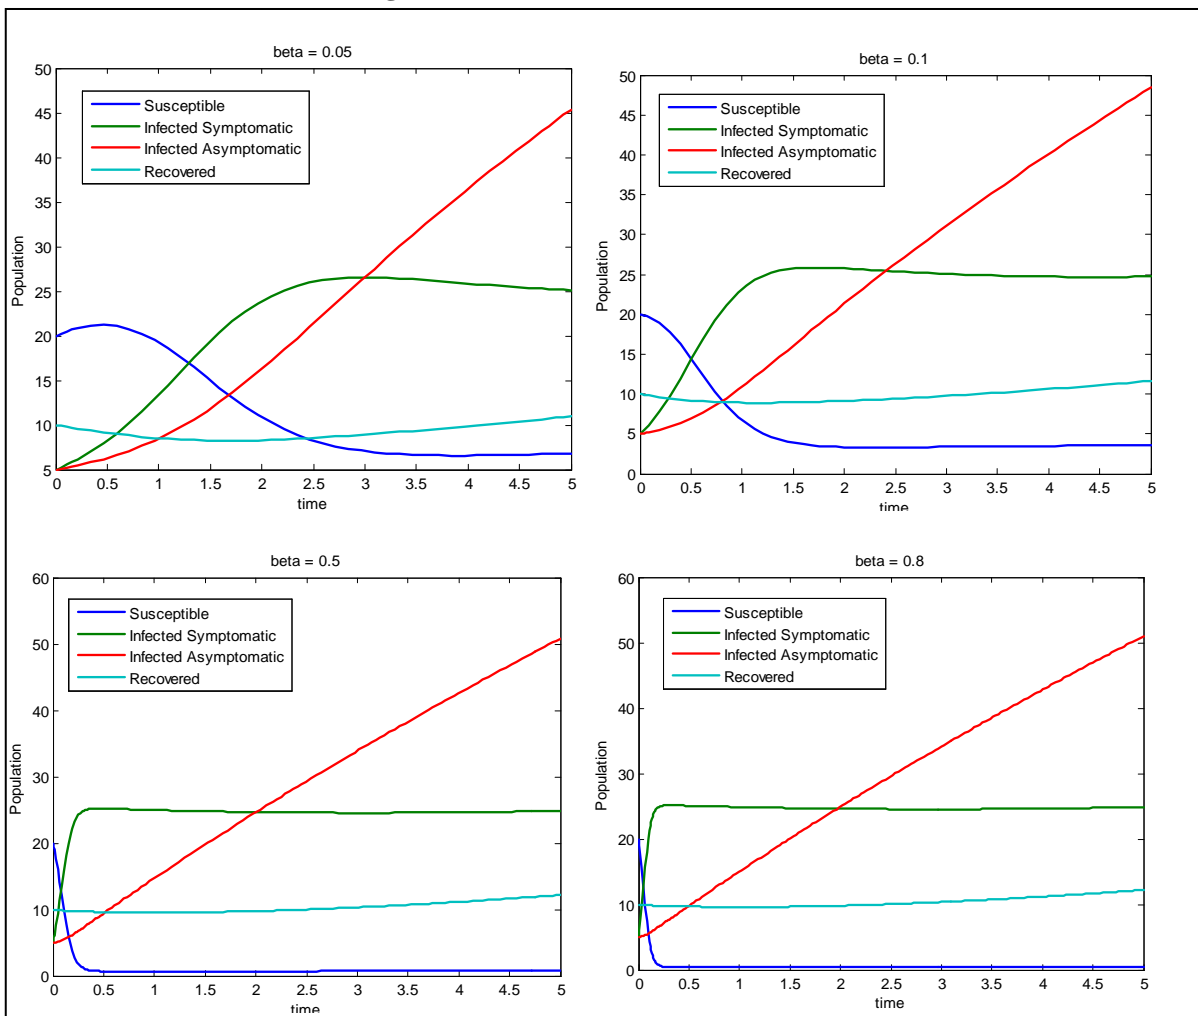 beta = 0.05
50
45
40
35
30
25
20
15
10
5
Population
Susceptible
Infected Symptomatic
Infected Asymptomatic
Recovered
0 0.5 1 1.5 2 2.5 3 3.5 4 4.5 5
time
beta = 0.1
50
45
40
35
30
25
20
15
10
5
0
Population
Susceptible
Infected Symptomatic
Infected Asymptomatic
Recovered
0 0.5 1 1.5 2 2.5 3 3.5 4 4.5 5
time
beta = 0.5
60
50
40
30
20
10
0
Population
Susceptible
Infected Symptomatic
Infected Asymptomatic
Recovered
0 0.5 1 1.5 2 2.5 3 3.5 4 4.5 5
time
beta = 0.8
60
50
40
30
20
10
0
Population
Susceptible
Infected Symptomatic
Infected Asymptomatic
Recovered
0 0.5 1 1.5 2 2.5 3 3.5 4 4.5 5
time